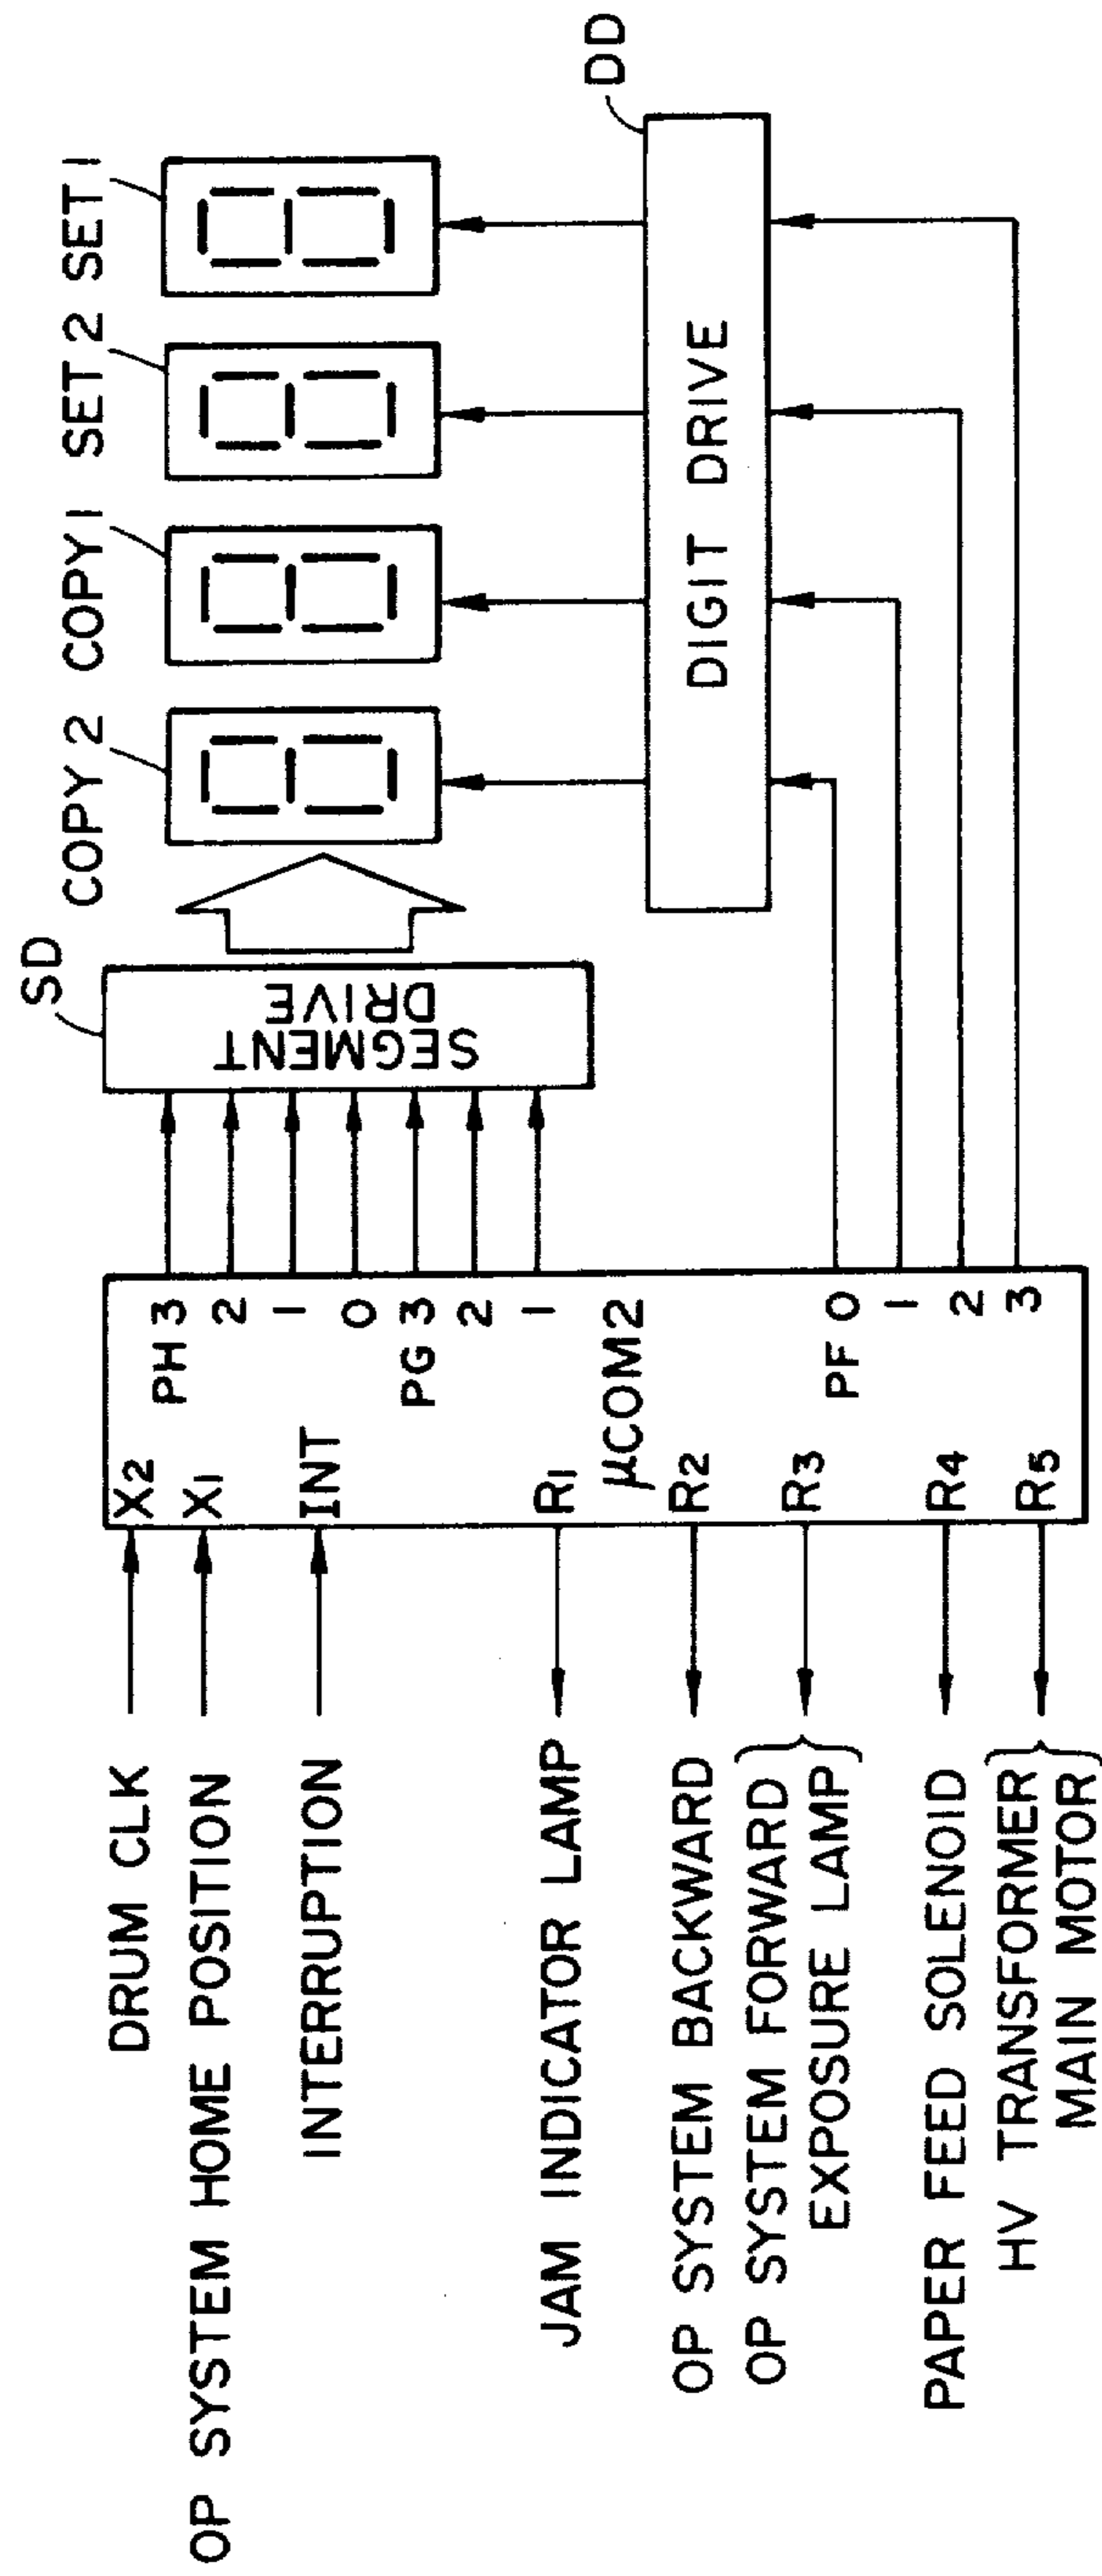 DRUM CLK
OP SYSTEM HOME POSITION
INTERRUPTION
JAM INDICATOR LAMP
OP SYSTEM BACKWARD
OP SYSTEM FORWARD
EXPOSURE LAMP
PAPER FEED SOLENOID
HV TRANSFORMER
MAIN MOTOR
X2
X1
INT
R1
R2
R3
R4
R5
μCOM2
PH 3
2
1
0
PG 3
2
1
PF 0
1
2
3
SD
SEGMENT
DRIVE
COPY 2
COPY 1
SET 2
SET 1
DIGIT DRIVE
DD